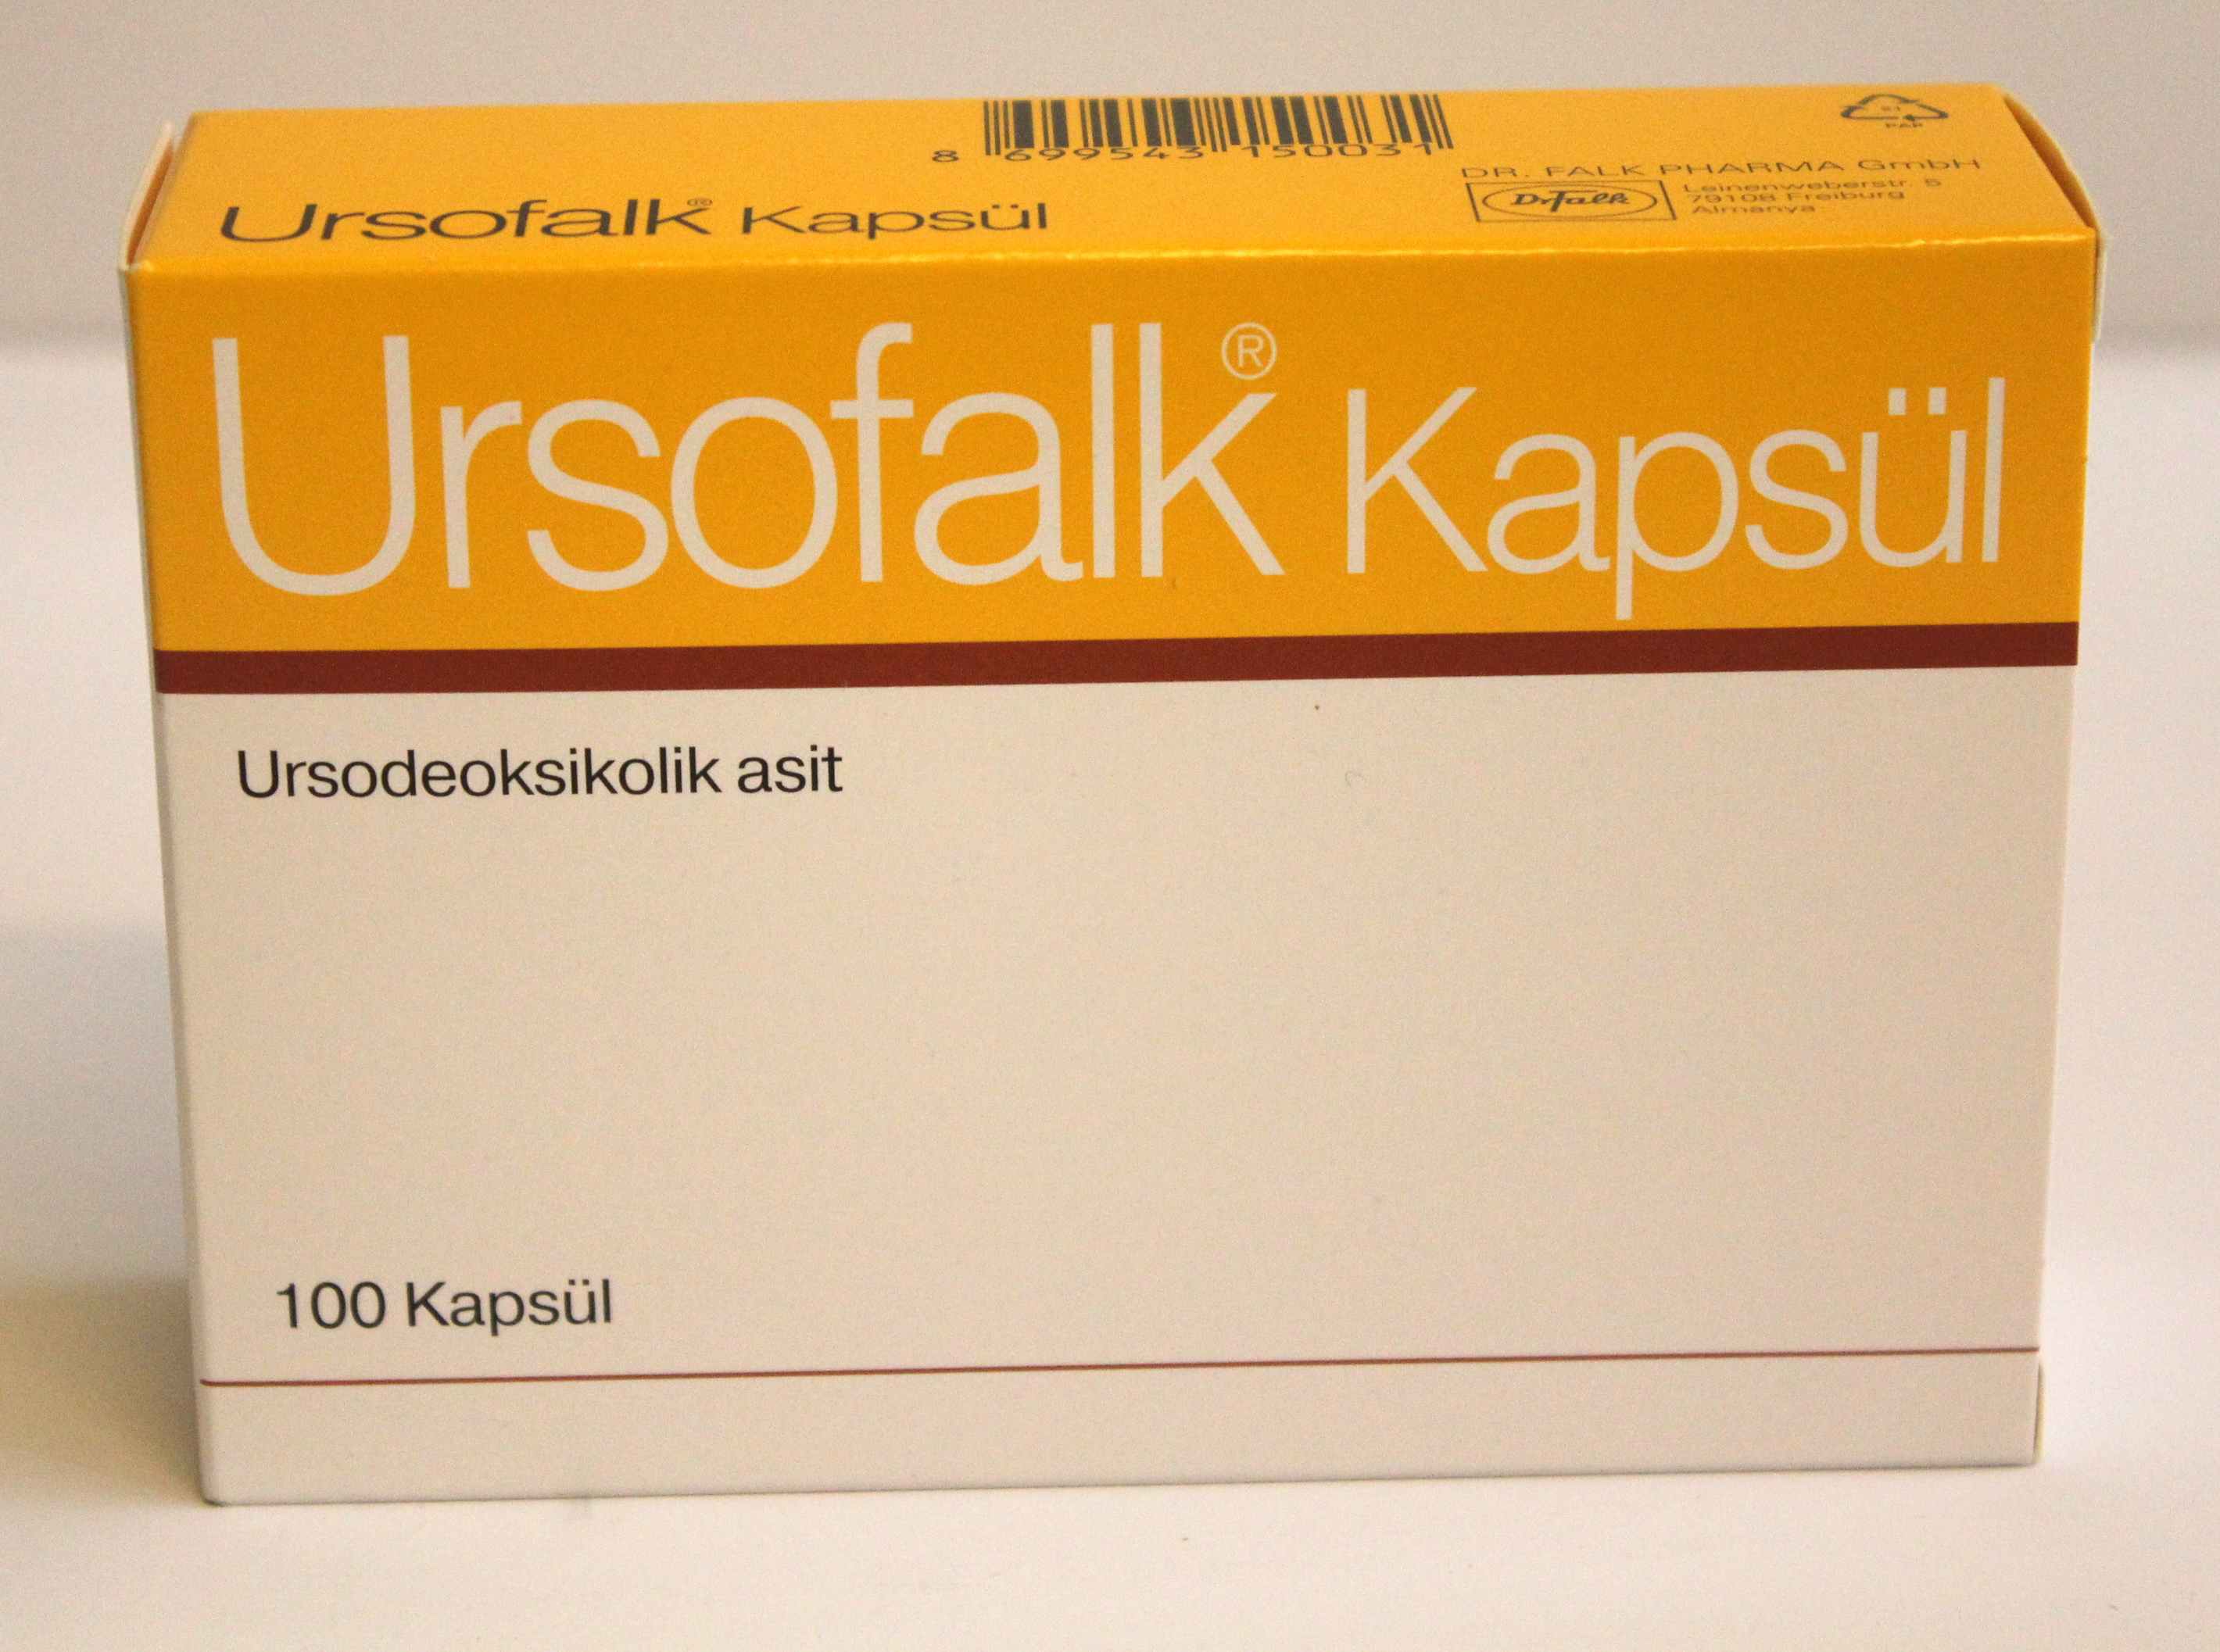 8 699543 150031
PAP
Ursofalk® Kapsül
DR. FALK PHARMA GmbH
Dr Falk
Leinenweberstr. 5
79108 Freiburg
Almanya
Ursofalk® Kapsül
Ursodeoksikolik asit
100 Kapsül